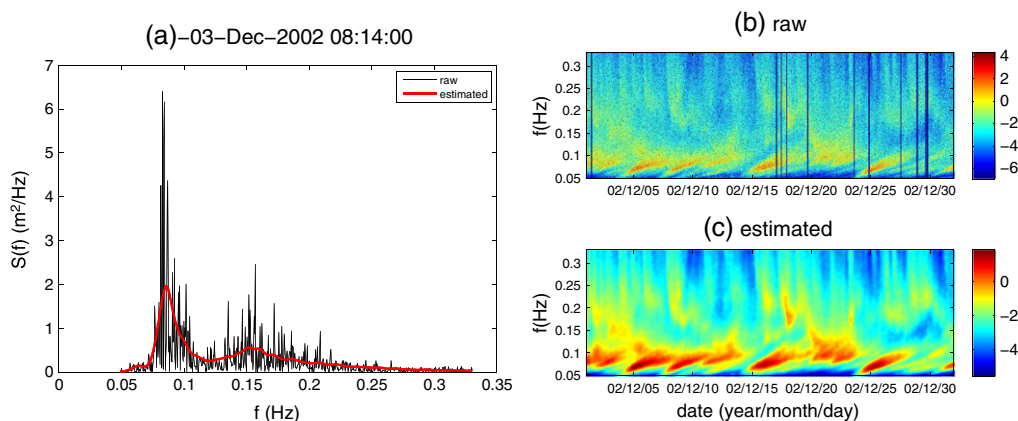 (a)−03−Dec−2002 08:14:00
7
6
5
4
3
2
1
0
S(f) (m²/Hz)
raw
estimated
0 0.05 0.1 0.15 0.2 0.25 0.3 0.35
f (Hz)
(b) raw
0.3
0.2
0.15
0.1
0.05
f(Hz)
02/12/05 02/12/10 02/12/15 02/12/20 02/12/25 02/12/30
4
2
0
−2
−4
−6
(c) estimated
0.3
0.2
0.15
0.1
0.05
f(Hz)
02/12/05 02/12/10 02/12/15 02/12/20 02/12/25 02/12/30
date (year/month/day)
0
−2
−4